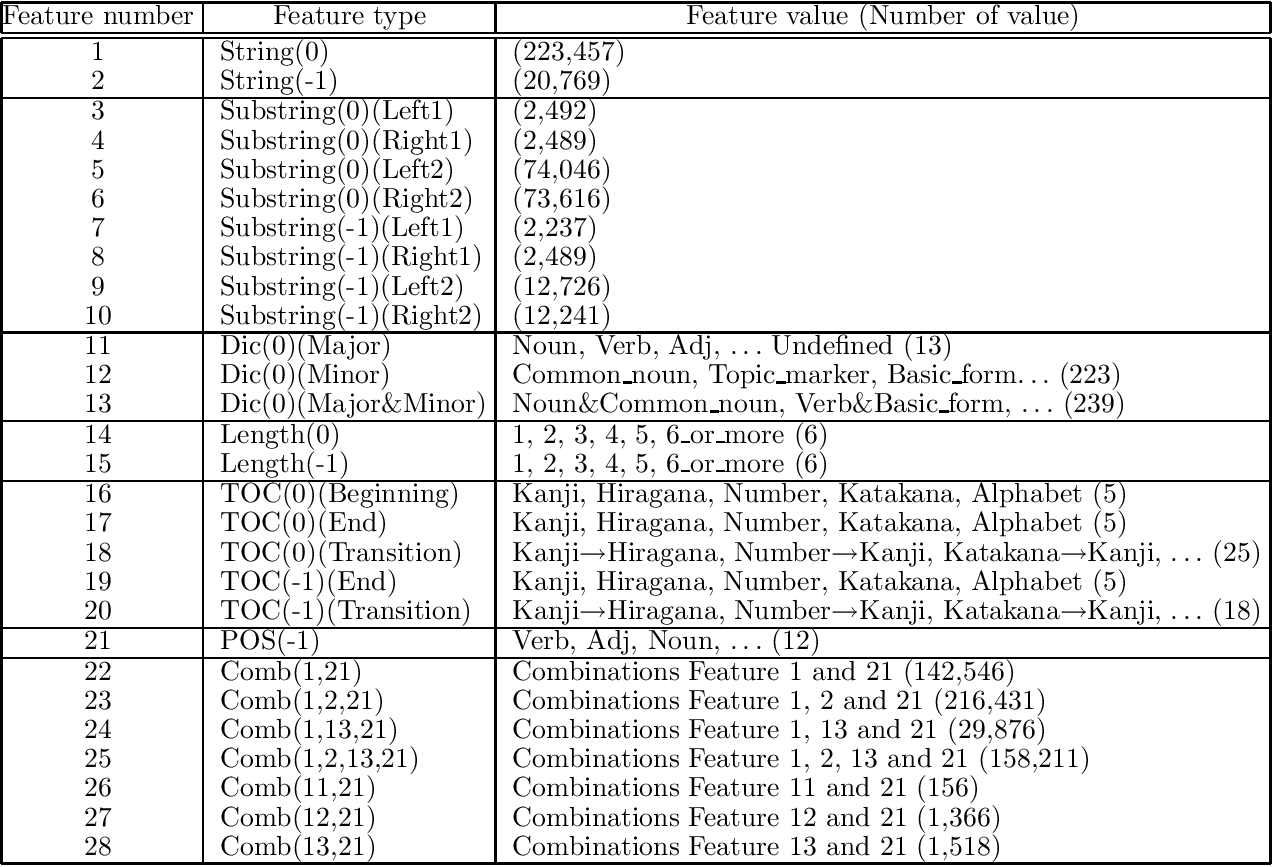 Feature number Feature type Feature value (Number of value)
1 String(0) (223,457)
2 String(-1) (20,769)
3 Substring(0)(Left1) (2,492)
4 Substring(0)(Right1) (2,489)
5 Substring(0)(Left2) (74,046)
6 Substring(0)(Right2) (73,616)
7 Substring(-1)(Left1) (2,237)
8 Substring(-1)(Right1) (2,489)
9 Substring(-1)(Left2) (12,726)
10 Substring(-1)(Right2) (12,241)
11 Dic(0)(Major) Noun, Verb, Adj, ... Undefined (13)
12 Dic(0)(Minor) Common_noun, Topic_marker, Basic_form... (223)
13 Dic(0)(Major&Minor) Noun&Common_noun, Verb&Basic_form, ... (239)
14 Length(0) 1, 2, 3, 4, 5, 6_or_more (6)
15 Length(-1) 1, 2, 3, 4, 5, 6_or_more (6)
16 TOC(0)(Beginning) Kanji, Hiragana, Number, Katakana, Alphabet (5)
17 TOC(0)(End) Kanji, Hiragana, Number, Katakana, Alphabet (5)
18 TOC(0)(Transition) Kanji→Hiragana, Number→Kanji, Katakana→Kanji, ... (25)
19 TOC(-1)(End) Kanji, Hiragana, Number, Katakana, Alphabet (5)
20 TOC(-1)(Transition) Kanji→Hiragana, Number→Kanji, Katakana→Kanji, ... (18)
21 POS(-1) Verb, Adj, Noun, ... (12)
22 Comb(1,21) Combinations Feature 1 and 21 (142,546)
23 Comb(1,2,21) Combinations Feature 1, 2 and 21 (216,431)
24 Comb(1,13,21) Combinations Feature 1, 13 and 21 (29,876)
25 Comb(1,2,13,21) Combinations Feature 1, 2, 13 and 21 (158,211)
26 Comb(11,21) Combinations Feature 11 and 21 (156)
27 Comb(12,21) Combinations Feature 12 and 21 (1,366)
28 Comb(13,21) Combinations Feature 13 and 21 (1,518)